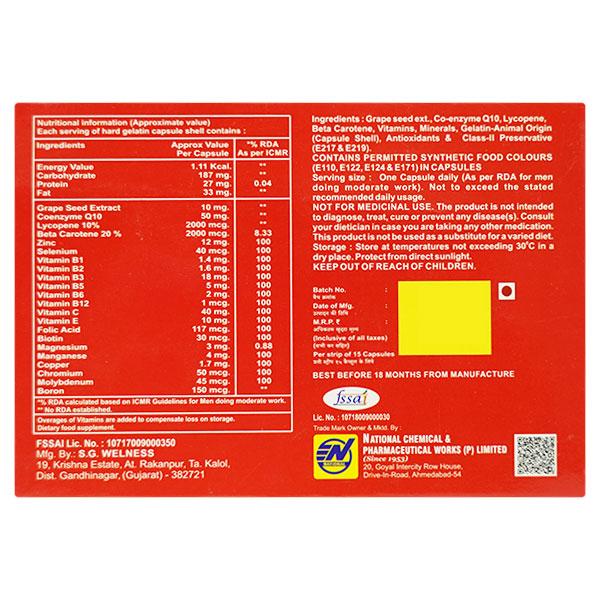 Nutritional information (Approximate value)
Each serving of hard gelatin capsule shell contains :
Ingredients Approx Value Per Capsule "% RDA As per ICMR
Energy Value 1.11 Kcal. **
Carbohydrate 187 mg. **
Protein 27 mg. 0.04
Fat 33 mg. **
Grape Seed Extract 10 mg. **
Coenzyme Q10 50 mg. **
Lycopene 10% 2000 mcg. **
Beta Carotene 20 % 2000 mcg. 8.33
Zinc 12 mg. 100
Selenium 40 mcg. 100
Vitamin B1 1.4 mg. 100
Vitamin B2 1.6 mg. 100
Vitamin B3 18 mg. 100
Vitamin B5 5 mg. 100
Vitamin B6 2 mg. 100
Vitamin B12 1 mcg. 100
Vitamin C 40 mg. 100
Vitamin E 10 mg. 100
Folic Acid 117 mcg. 100
Biotin 30 mcg. 100
Magnesium 3 mg. 0.88
Manganese 4 mg. 100
Copper 1.7 mg. 100
Chromium 50 mcg. 100
Molybdenum 45 mcg. 100
Boron 150 mcg. **
"% RDA calculated based on ICMR Guidelines for Men doing moderate work.
** No RDA established.
Overages of Vitamins are added to compensate loss on storage.
Dietary food supplement.
FSSAI Lic. No. : 10717009000350
Mfg. By.: S.G. WELNESS
19, Krishna Estate, At. Rakanpur, Ta. Kalol,
Dist. Gandhinagar, (Gujarat) - 382721
Ingredients : Grape seed ext., Co-enzyme Q10, Lycopene,
Beta Carotene, Vitamins, Minerals, Gelatin-Animal Origin
(Capsule Shell), Antioxidants & Class-II Preservative
(E217 & E219).
CONTAINS PERMITTED SYNTHETIC FOOD COLOURS
(E110, E122, E124 & E171) IN CAPSULES
Serving size : One Capsule daily (As per RDA for men
doing moderate work). Not to exceed the stated
recommended daily usage.
NOT FOR MEDICINAL USE. The product is not intended
to diagnose, treat, cure or prevent any disease(s). Consult
your dietician in case you are taking any other medication.
This product is not be used as a substitute for a varied diet.
Storage : Store at temperatures not exceeding 30°C in a
dry place. Protect from direct sunlight.
KEEP OUT OF REACH OF CHILDREN.
Batch No. :
बैच क्रमांक
Date of Mfg. :
उत्पादन की तिथि
M.R.P. ₹ :
अधिकतम खुदरा मूल्य
(Inclusive of all taxes)
(सभी कर सहित)
Per strip of 15 Capsules
प्रती स्ट्रीप १५ कैप्सूल के लिए
BEST BEFORE 18 MONTHS FROM MANUFACTURE
fssai
Lic. No. : 10718009000030
Trade Mark Owner & Mktd. By :
NATIONAL
NATIONAL CHEMICAL &
PHARMACEUTICAL WORKS (P) LIMITED
(Since 1953)
20, Goyal Intercity Row House,
Drive-In-Road, Ahmedabad-54